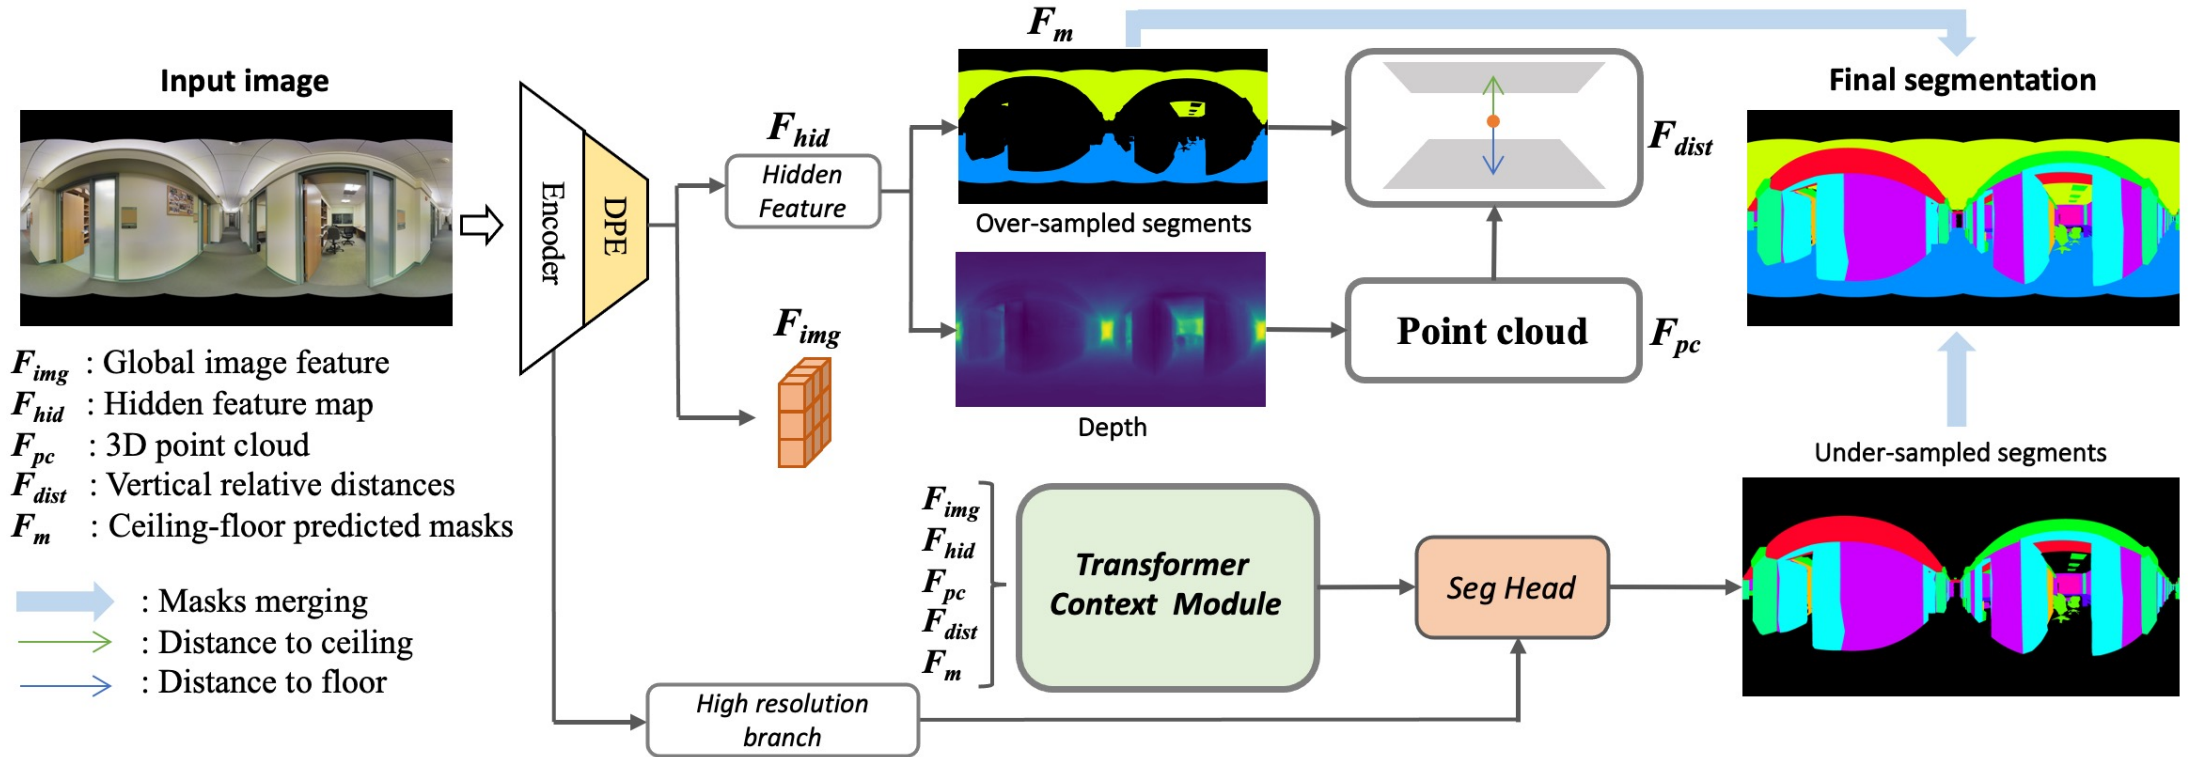 Input image
F_img : Global image feature
F_hid : Hidden feature map
F_pc : 3D point cloud
F_dist : Vertical relative distances
F_m : Ceiling-floor predicted masks
: Masks merging
: Distance to ceiling
: Distance to floor
Encoder
DPE
F_hid
Hidden
Feature
F_img
F_m
Over-sampled segments
Depth
F_dist
Point cloud
F_pc
F_img
F_hid
F_pc
F_dist
F_m
Transformer
Context Module
High resolution
branch
Seg Head
Final segmentation
Under-sampled segments